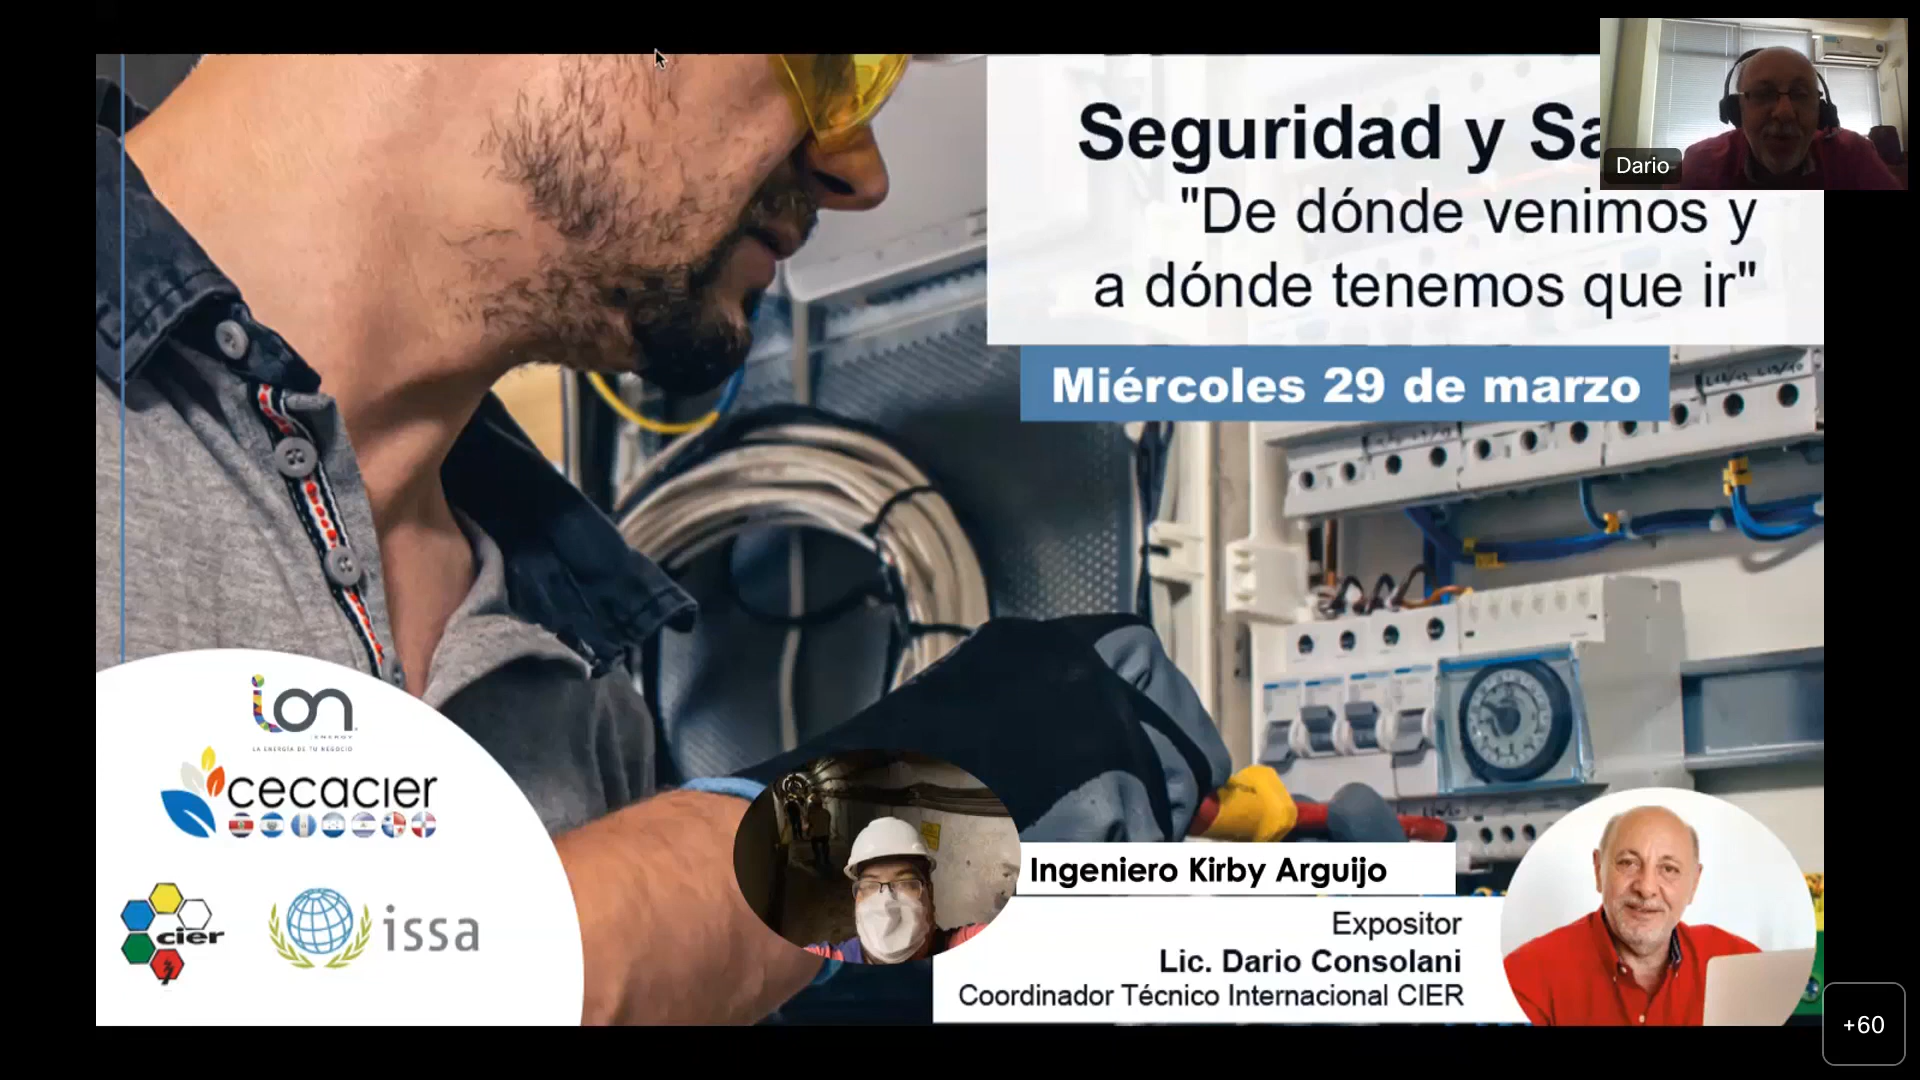 Seguridad y Sa
Dario
"De dónde venimos y
a dónde tenemos que ir"
Miércoles 29 de marzo
ion
ENERGY
LA ENERGÍA DE TU NEGOCIO
cecacier
cier
issa
Ingeniero Kirby Arguijo
Expositor
Lic. Dario Consolani
Coordinador Técnico Internacional CIER
+60